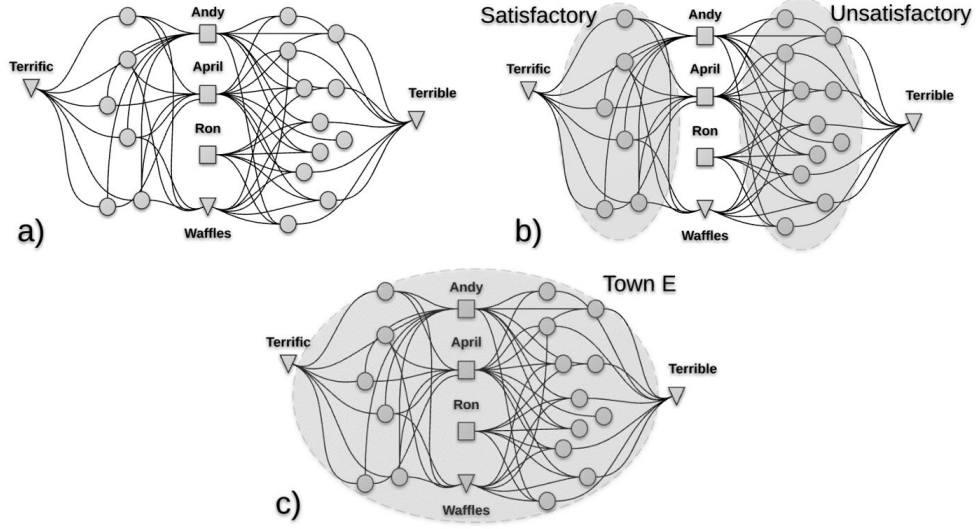 Andy
April
Terrific
Terrible
Ron
Waffles
a)
Satisfactory
Unsatisfactory
Andy
April
Terrific
Terrible
Ron
Waffles
b)
Town E
Andy
April
Terrific
Terrible
Ron
Waffles
c)